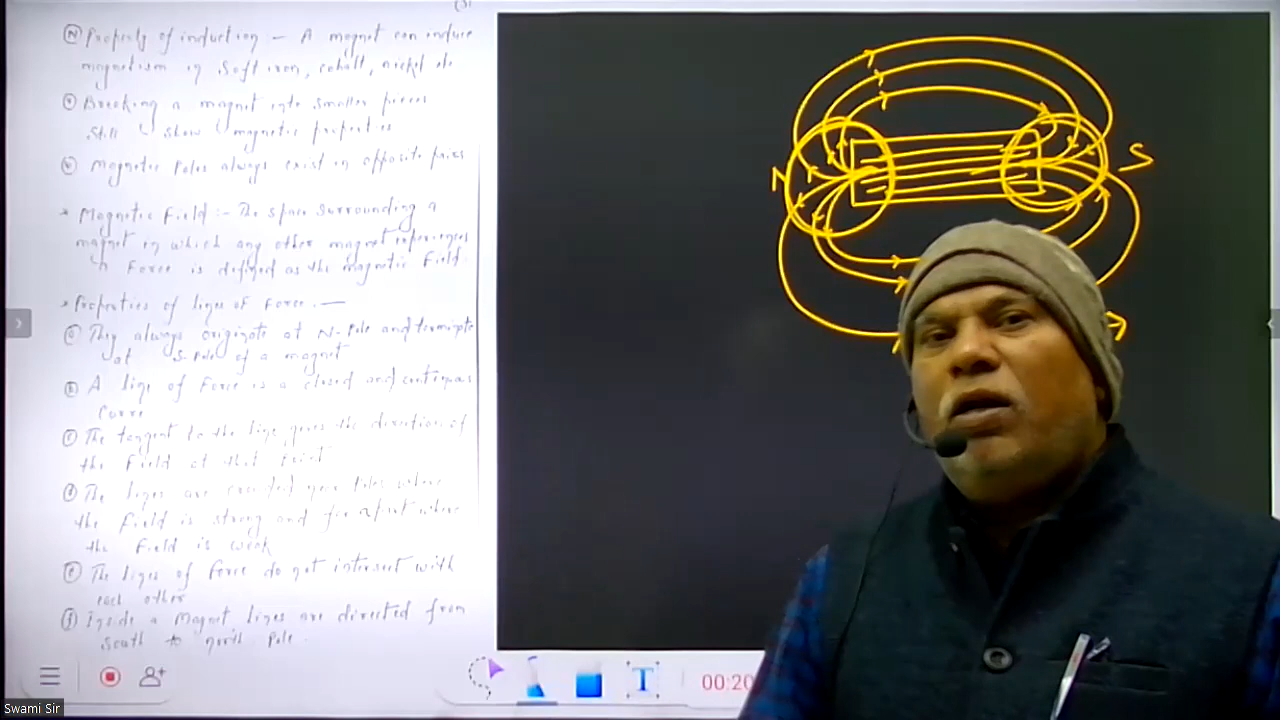 Property of induction - A magnet can induce
magnetism in Soft iron, cobalt, nickel etc
Breaking a magnet into smaller pieces
still show magnetic properties
Magnetic Poles always exist in opposite pairs
* Magnetic Field :- The space surrounding a
magnet in which any other magnet experiences
Force is defined as the magnetic Field.
* Properties of lines of Force. —
(a) They always originate at N-Pole and terminate
at S-Pole of a magnet
(b) A line of Force is a closed and continuous
Curve
(c) The tangent to the line gives the direction of
the Field at that Point
(d) The lines are crowded near Poles where
the Field is strong and far apart where
the Field is weak
(e) The lines of Force do not intersect with
each other
(f) Inside a Magnet lines are directed from
South to north Pole.
N
S
T
00:20
Swami Sir